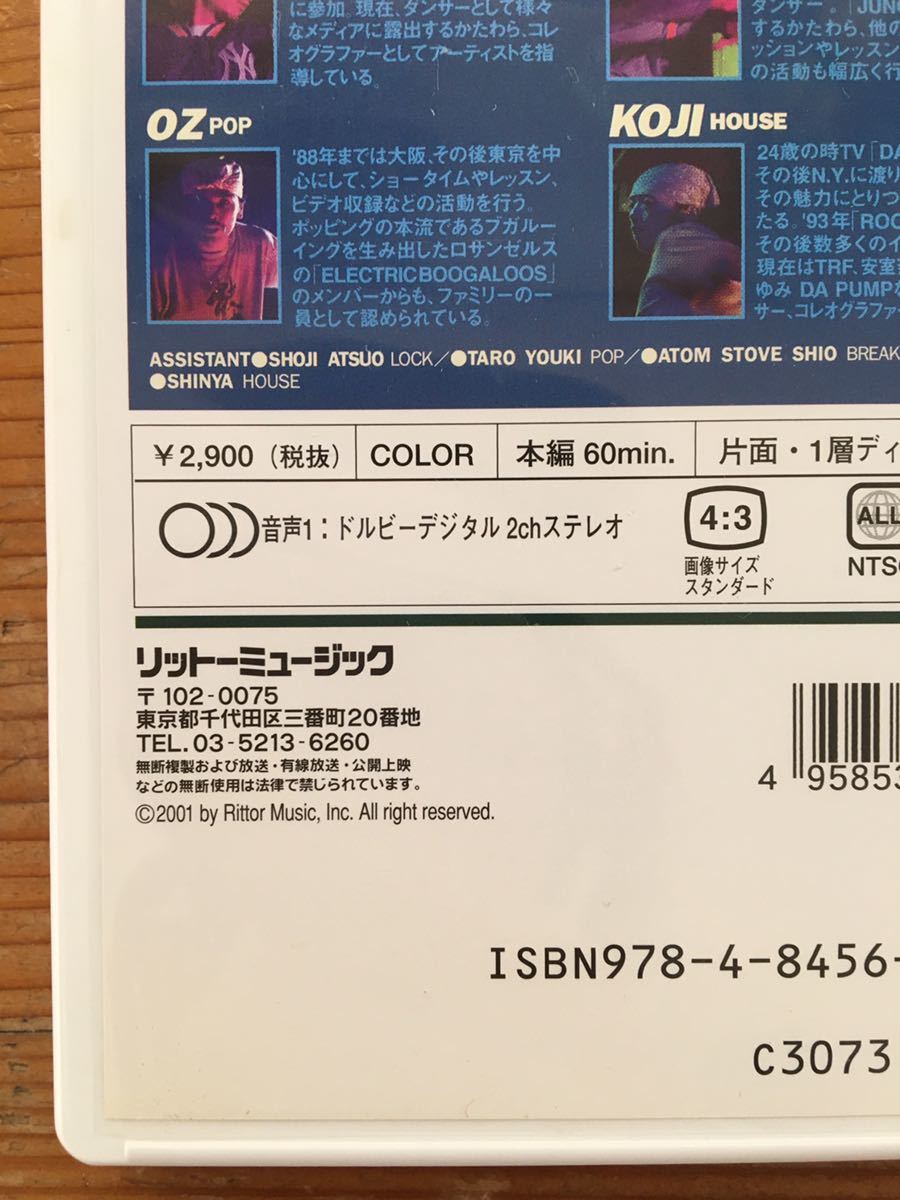 に参加。現在、ダンサーとして様々
なメディアに露出するかたわら、コレ
オグラファーとしてアーティストを指
導している。
ダンサー。「JUNG
するかたわら、他の
ッションやレッスン
の活動も幅広く行
OZ POP
'88年までは大阪、その後東京を中
心にして、ショータイムやレッスン、
ビデオ収録などの活動を行う。
ポッピングの本流であるブガルー
イングを生み出したロサンゼルス
の「ELECTRIC BOOGALOOS」
のメンバーからも、ファミリーの一
員として認められている。
KOJI HOUSE
24歳の時TV「DA
その後N.Y.に渡り
その魅力にとりつ
たる。'93年「ROO
その後数多くのイ
現在はTRF、安室
ゆみ DA PUMPな
サー、コレオグラファー
ASSISTANT●SHOJI ATSUO LOCK/●TARO YOUKI POP/●ATOM STOVE SHIO BREAK
●SHINYA HOUSE
￥2,900（税抜） COLOR 本編 60min. 片面・1層ディ
音声1：ドルビーデジタル 2chステレオ
4:3
画像サイズ
スタンダード
ALL
NTSC
リットーミュージック
〒102-0075
東京都千代田区三番町20番地
TEL. 03-5213-6260
無断複製および放送・有線放送・公開上映
などの無断使用は法律で禁じられています。
©2001 by Rittor Music, Inc. All right reserved.
4 95853
ISBN978-4-8456-
C3073